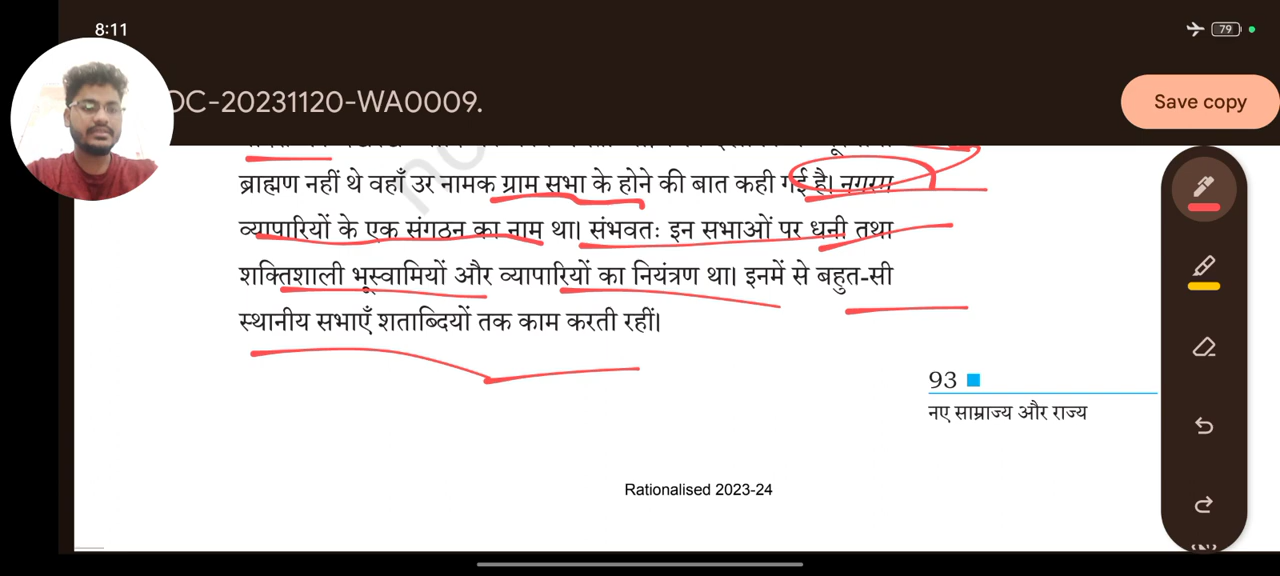 8:11
79
OC-20231120-WA0009.
Save copy
ब्राह्मण नहीं थे वहाँ उर नामक ग्राम सभा के होने की बात कही गई है। नगरम
व्यापारियों के एक संगठन का नाम था। संभवतः इन सभाओं पर धनी तथा
शक्तिशाली भूस्वामियों और व्यापारियों का नियंत्रण था। इनमें से बहुत-सी
स्थानीय सभाएँ शताब्दियों तक काम करती रहीं।
93
नए साम्राज्य और राज्य
Rationalised 2023-24